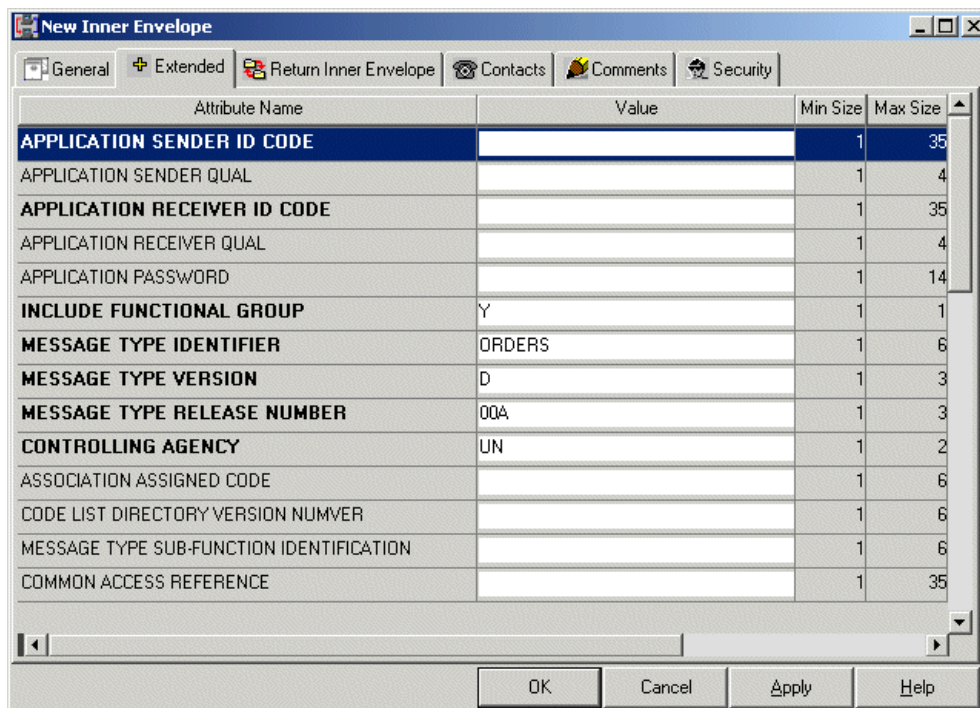 New Inner Envelope
General Extended Return Inner Envelope Contacts Comments Security
Attribute Name Value Min Size Max Size
APPLICATION SENDER ID CODE 1 35
APPLICATION SENDER QUAL 1 4
APPLICATION RECEIVER ID CODE 1 35
APPLICATION RECEIVER QUAL 1 4
APPLICATION PASSWORD 1 14
INCLUDE FUNCTIONAL GROUP Y 1 1
MESSAGE TYPE IDENTIFIER ORDERS 1 6
MESSAGE TYPE VERSION D 1 3
MESSAGE TYPE RELEASE NUMBER 00A 1 3
CONTROLLING AGENCY UN 1 2
ASSOCIATION ASSIGNED CODE 1 6
CODE LIST DIRECTORY VERSION NUMVER 1 6
MESSAGE TYPE SUB-FUNCTION IDENTIFICATION 1 6
COMMON ACCESS REFERENCE 1 35
OK Cancel Apply Help